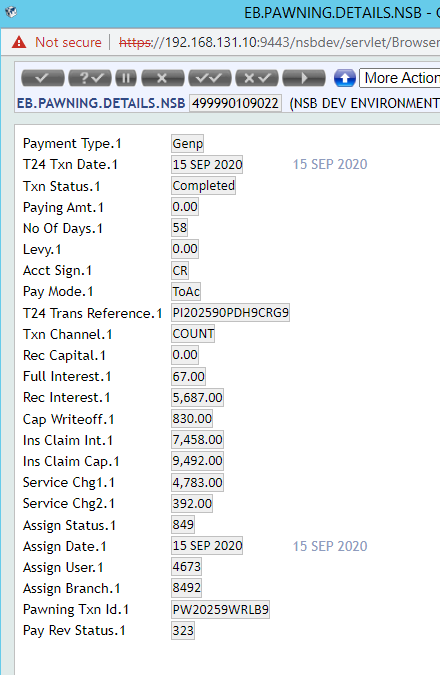 EB.PAWNING.DETAILS.NSB - 
Not secure | https://192.168.131.10:9443/nsbdev/servlet/Browser
More Action
EB.PAWNING.DETAILS.NSB 499990109022 (NSB DEV ENVIRONMENT
Payment Type.1 Genp
T24 Txn Date.1 15 SEP 2020 15 SEP 2020
Txn Status.1 Completed
Paying Amt.1 0.00
No Of Days.1 58
Levy.1 0.00
Acct Sign.1 CR
Pay Mode.1 ToAc
T24 Trans Reference.1 PI202590PDH9CRG9
Txn Channel.1 COUNT
Rec Capital.1 0.00
Full Interest.1 67.00
Rec Interest.1 5,687.00
Cap Writeoff.1 830.00
Ins Claim Int.1 7,458.00
Ins Claim Cap.1 9,492.00
Service Chg1.1 4,783.00
Service Chg2.1 392.00
Assign Status.1 849
Assign Date.1 15 SEP 2020 15 SEP 2020
Assign User.1 4673
Assign Branch.1 8492
Pawning Txn Id.1 PW20259WRLB9
Pay Rev Status.1 323